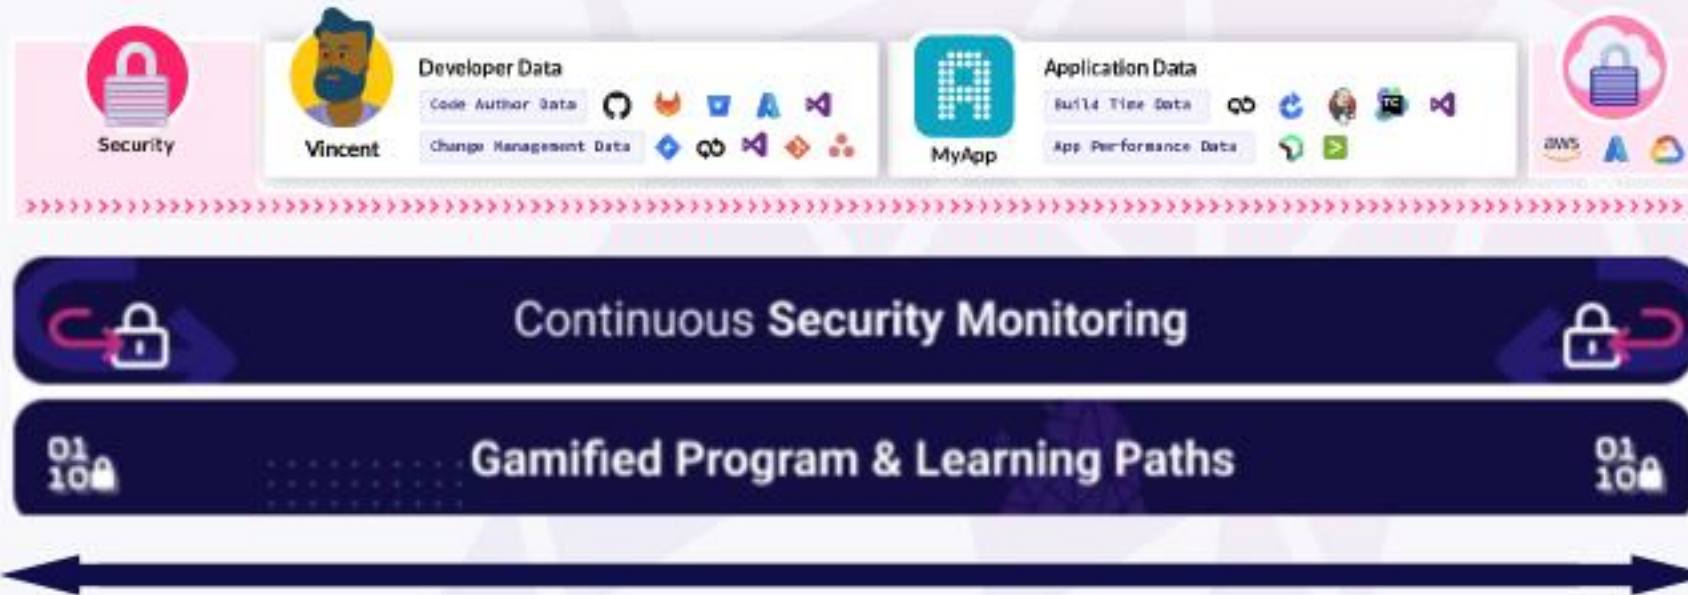 Security
Vincent
Developer Data
Code Author Data
Change Management Data
MyApp
Application Data
Build Time Data
TC
App Performance Data
aws
Continuous Security Monitoring
01
10
Gamified Program & Learning Paths
01
10